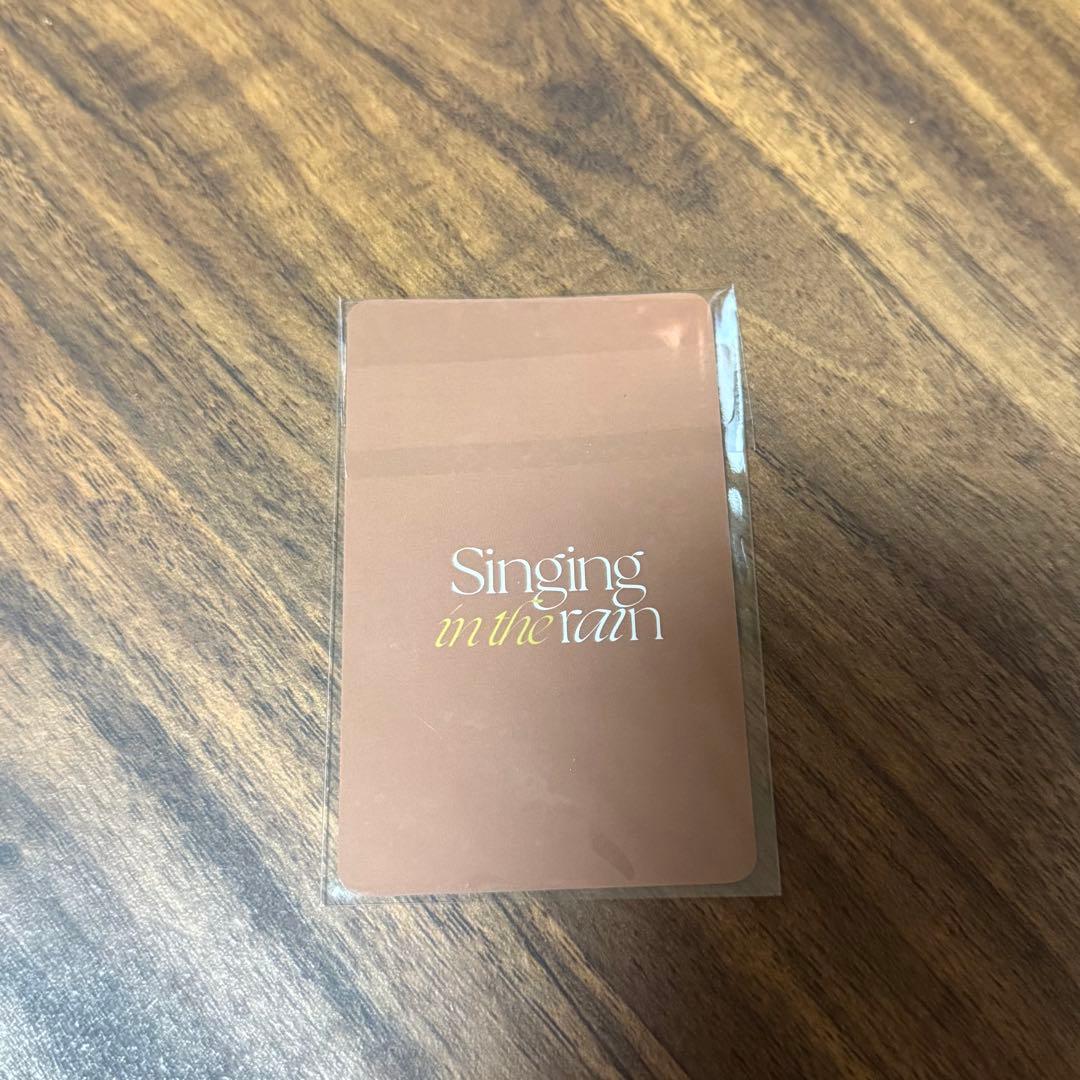 Singing
in the rain